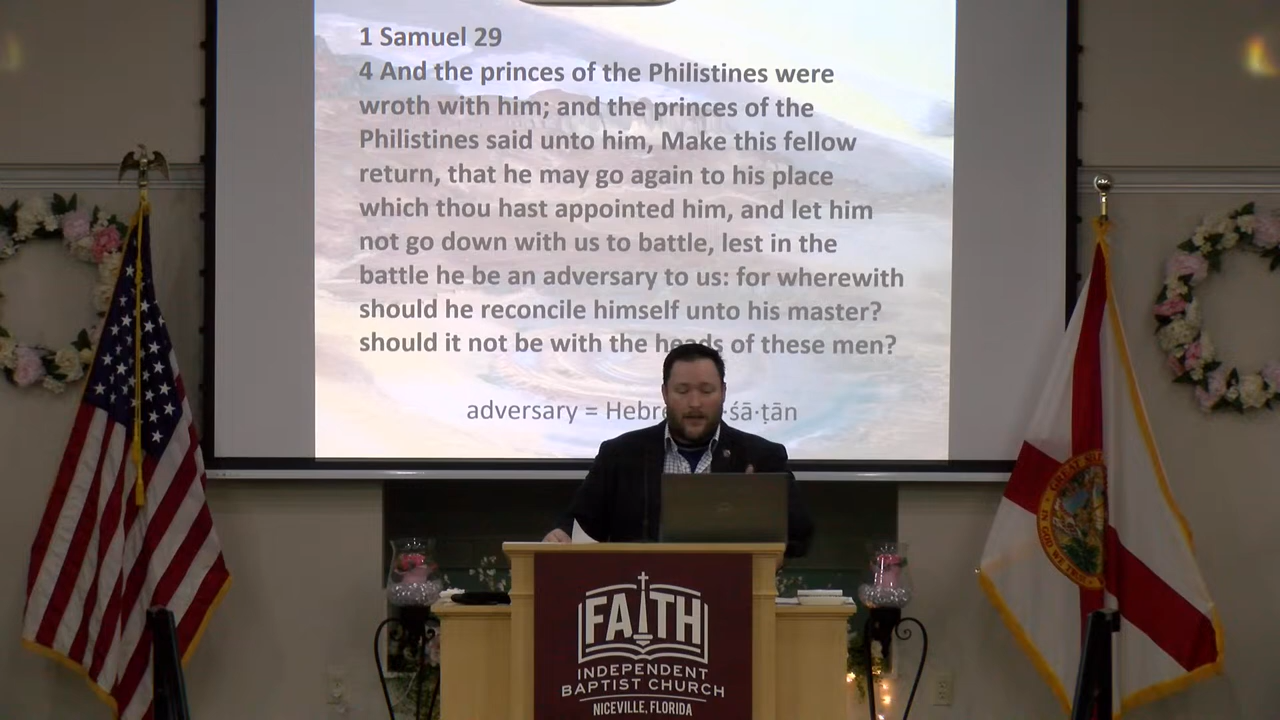 1 Samuel 29
4 And the princes of the Philistines were
wroth with him; and the princes of the
Philistines said unto him, Make this fellow
return, that he may go again to his place
which thou hast appointed him, and let him
not go down with us to battle, lest in the
battle he be an adversary to us: for wherewith
should he reconcile himself unto his master?
should it not be with the heads of these men?
adversary = śā·ṭān
FAITH
INDEPENDENT
BAPTIST CHURCH
NICEVILLE, FLORIDA
IN GOD WE